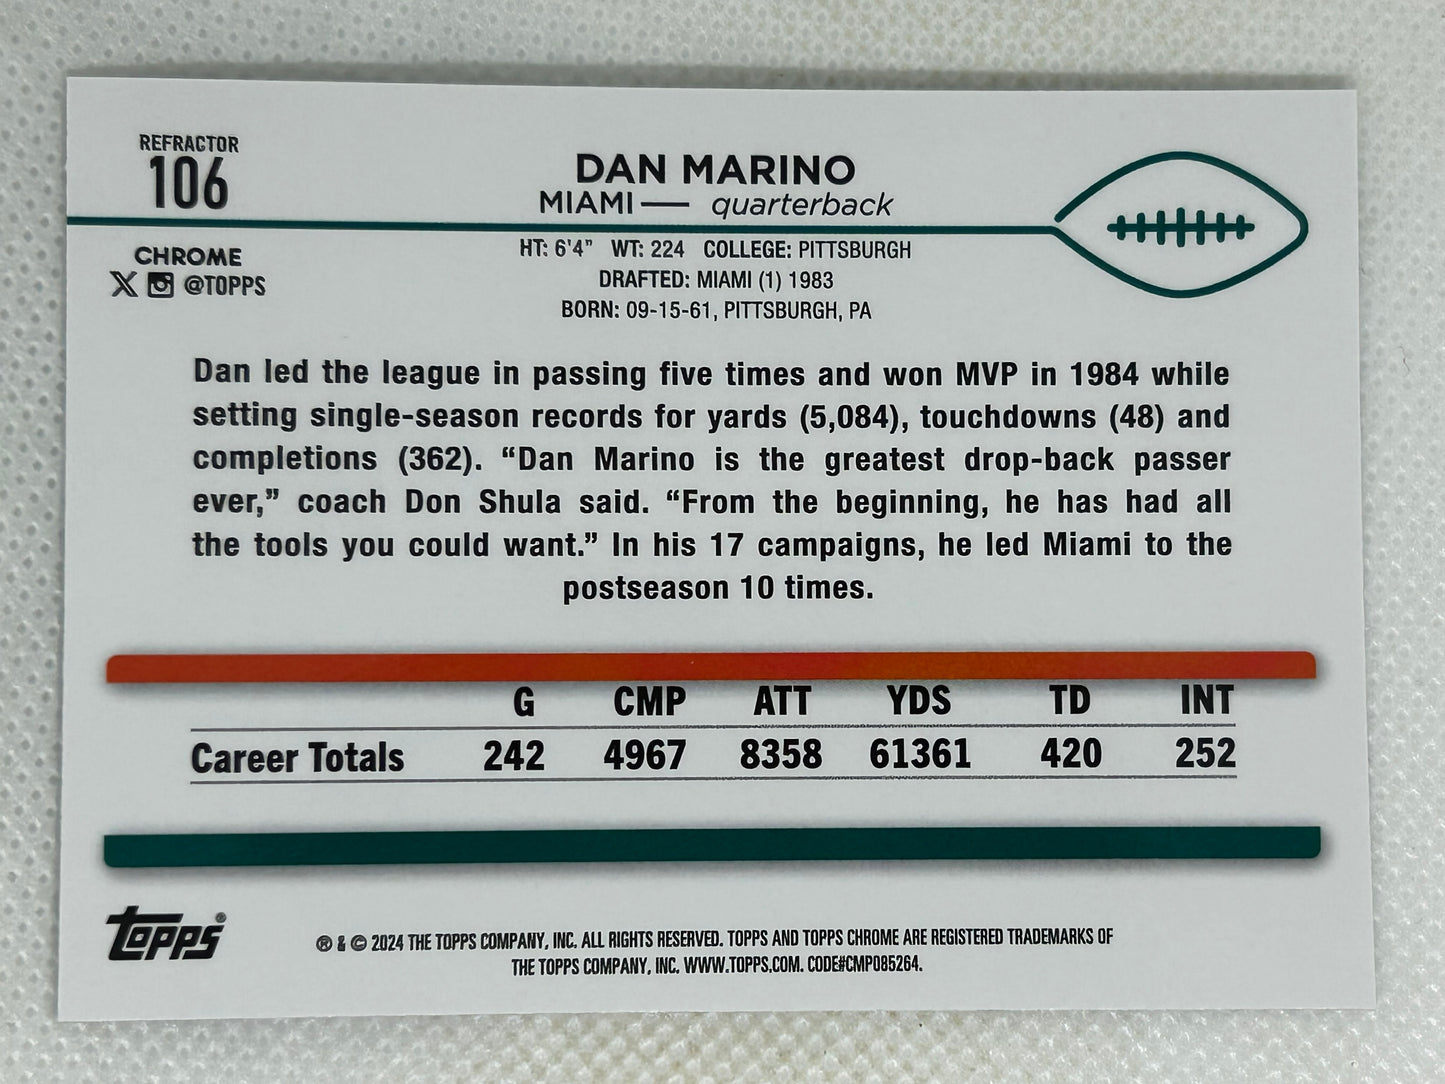 REFRACTOR
106
DAN MARINO
MIAMI — quarterback
CHROME
@TOPPS
HT: 6'4" WT: 224 COLLEGE: PITTSBURGH
DRAFTED: MIAMI (1) 1983
BORN: 09-15-61, PITTSBURGH, PA
Dan led the league in passing five times and won MVP in 1984 while
setting single-season records for yards (5,084), touchdowns (48) and
completions (362). “Dan Marino is the greatest drop-back passer
ever,” coach Don Shula said. “From the beginning, he has had all
the tools you could want.” In his 17 campaigns, he led Miami to the
postseason 10 times.
G CMP ATT YDS TD INT
Career Totals 242 4967 8358 61361 420 252
topps®
® & © 2024 THE TOPPS COMPANY, INC. ALL RIGHTS RESERVED. TOPPS AND TOPPS CHROME ARE REGISTERED TRADEMARKS OF
THE TOPPS COMPANY, INC. WWW.TOPPS.COM. CODE#CMP085264.